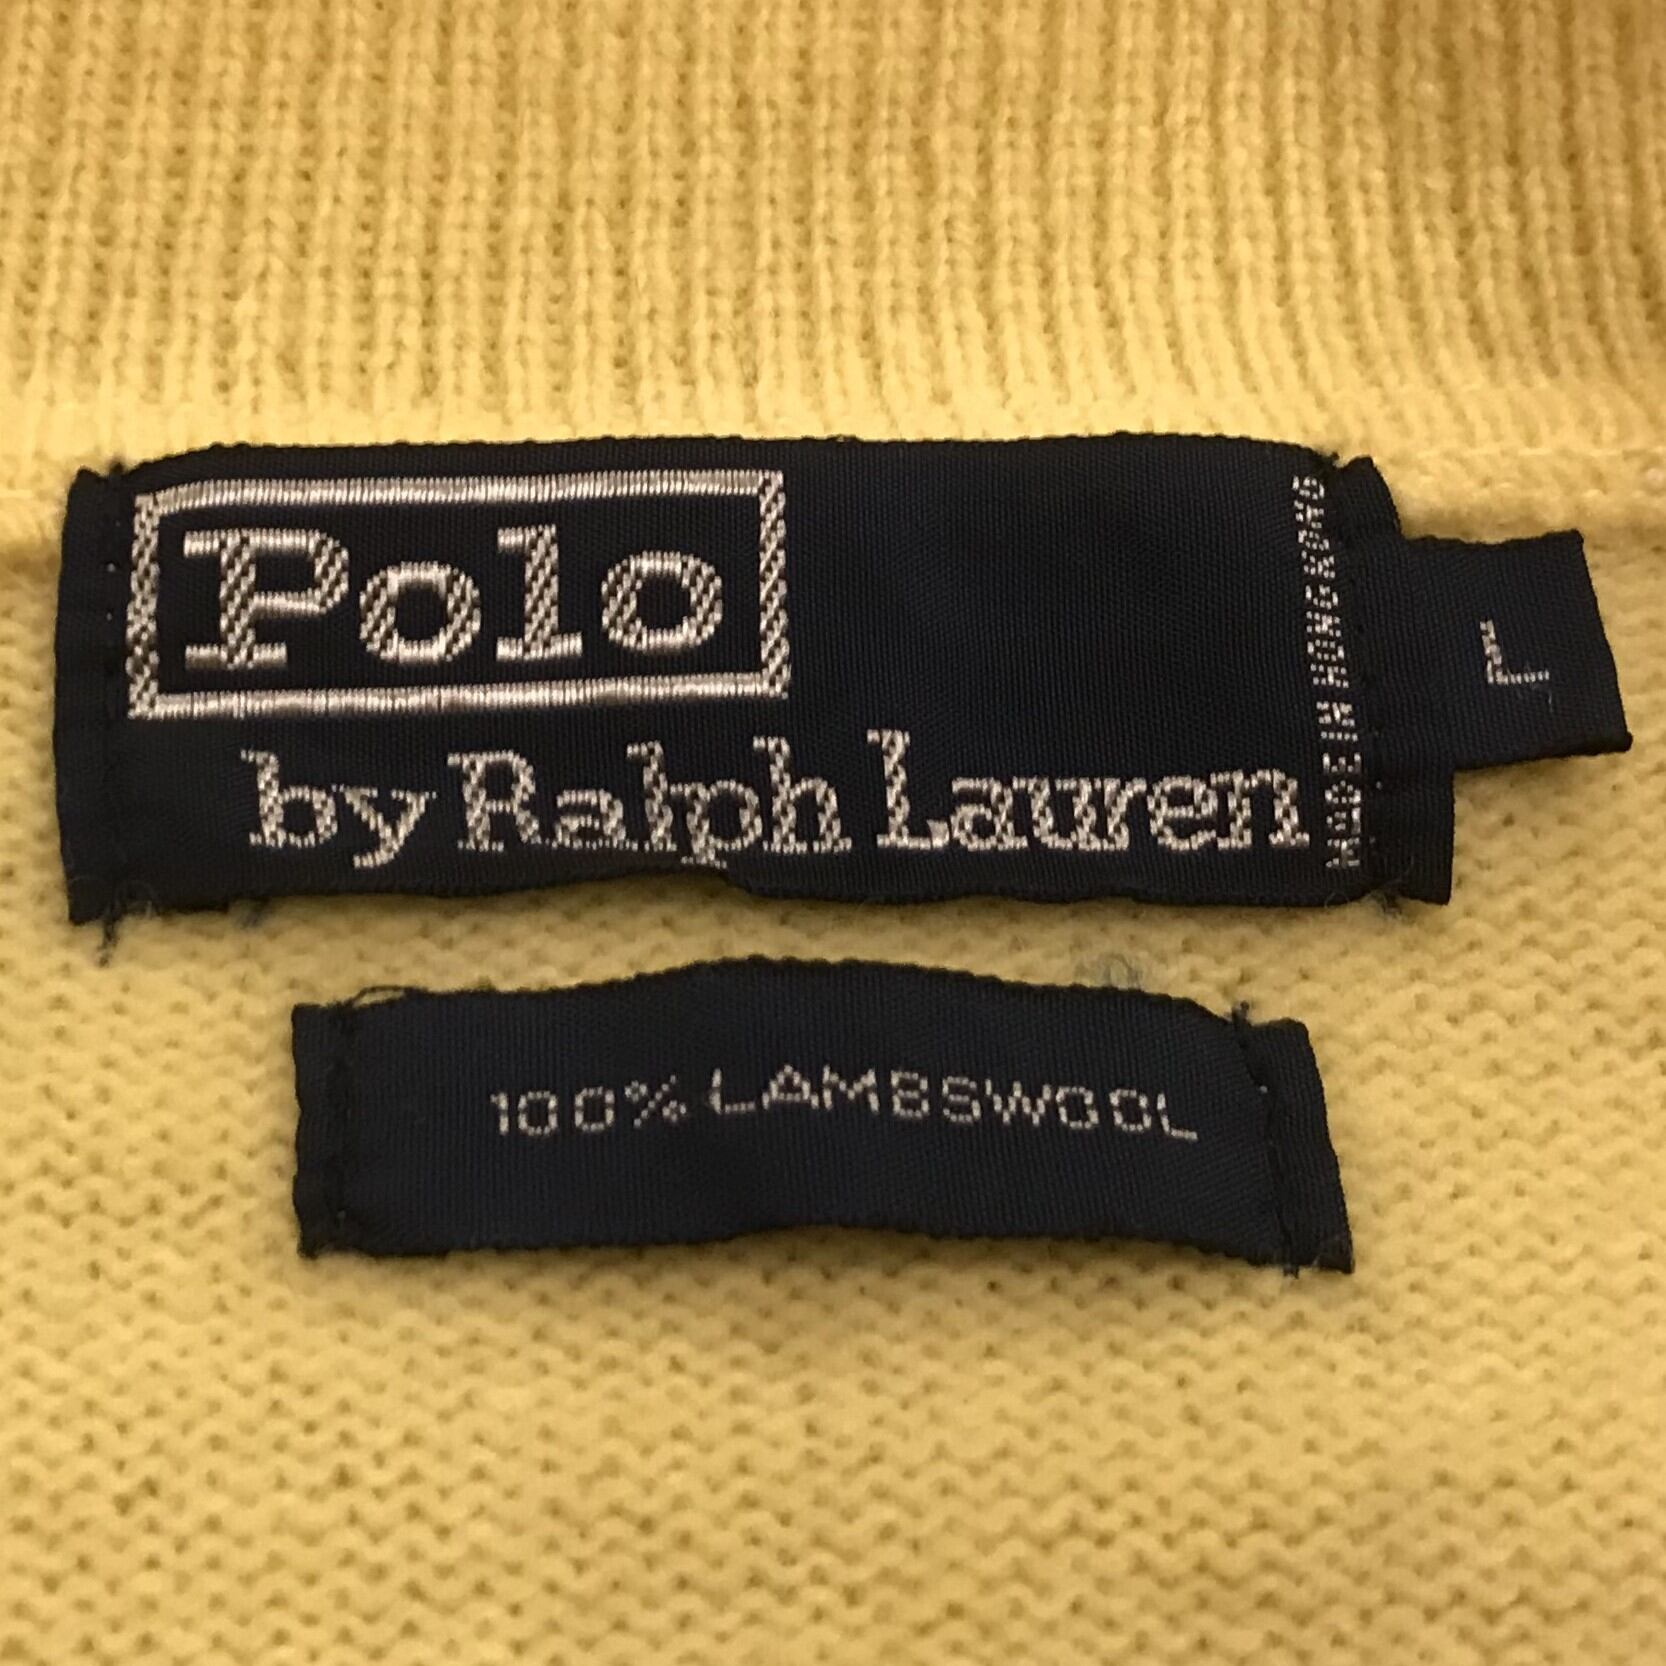 Polo
by Ralph Lauren
MADE IN HONG KONG
L
100% LAMBSWOOL